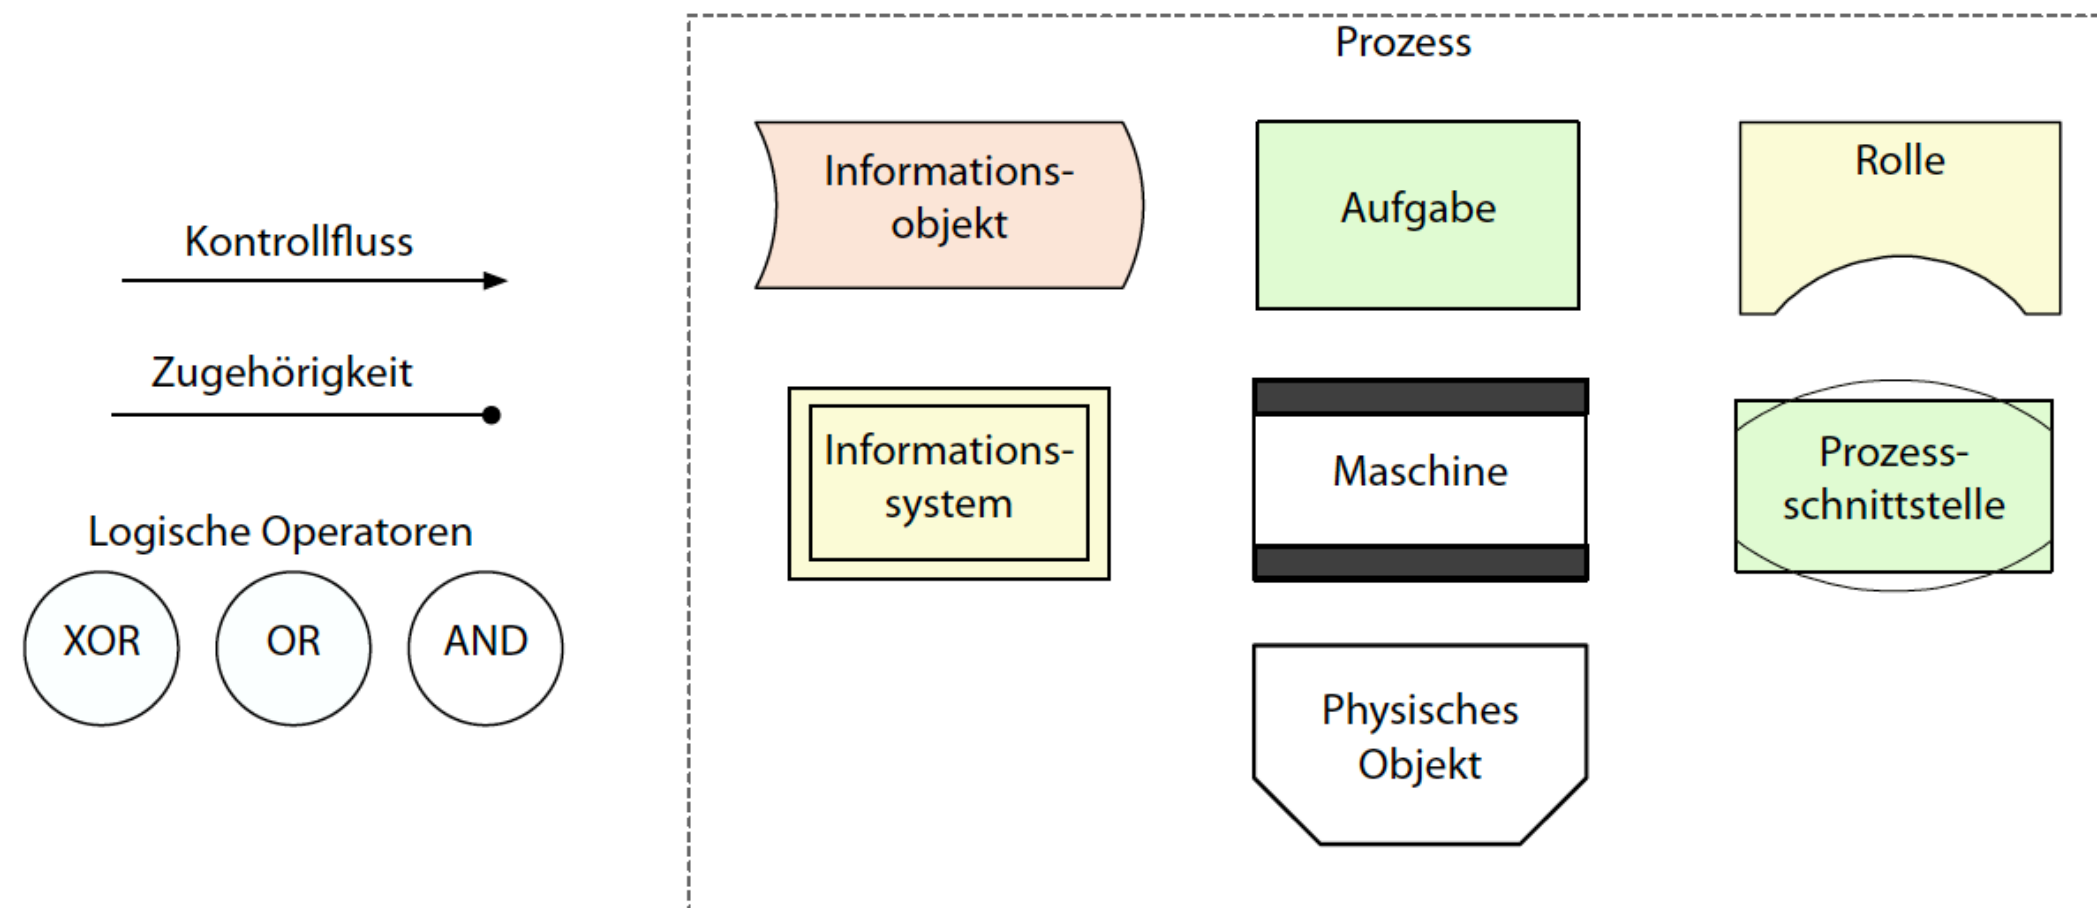 Prozess
Kontrollfluss
Zugehörigkeit
Logische Operatoren
XOR
OR
AND
Informations-
objekt
Aufgabe
Rolle
Informations-
system
Maschine
Prozess-
schnittstelle
Physisches
Objekt